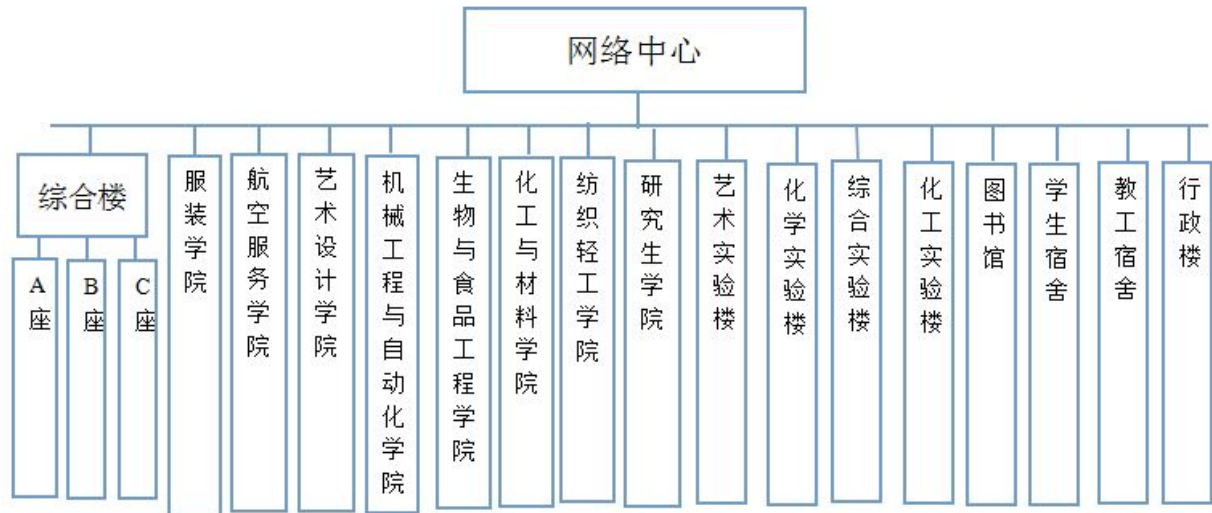 网络中心
综合楼
A座
B座
C座
服装学院
航空服务学院
艺术设计学院
机械工程与自动化学院
生物与食品工程学院
化工与材料学院
纺织轻工学院
研究生学院
艺术实验楼
化学实验楼
综合实验楼
化工实验楼
图书馆
学生宿舍
教工宿舍
行政楼